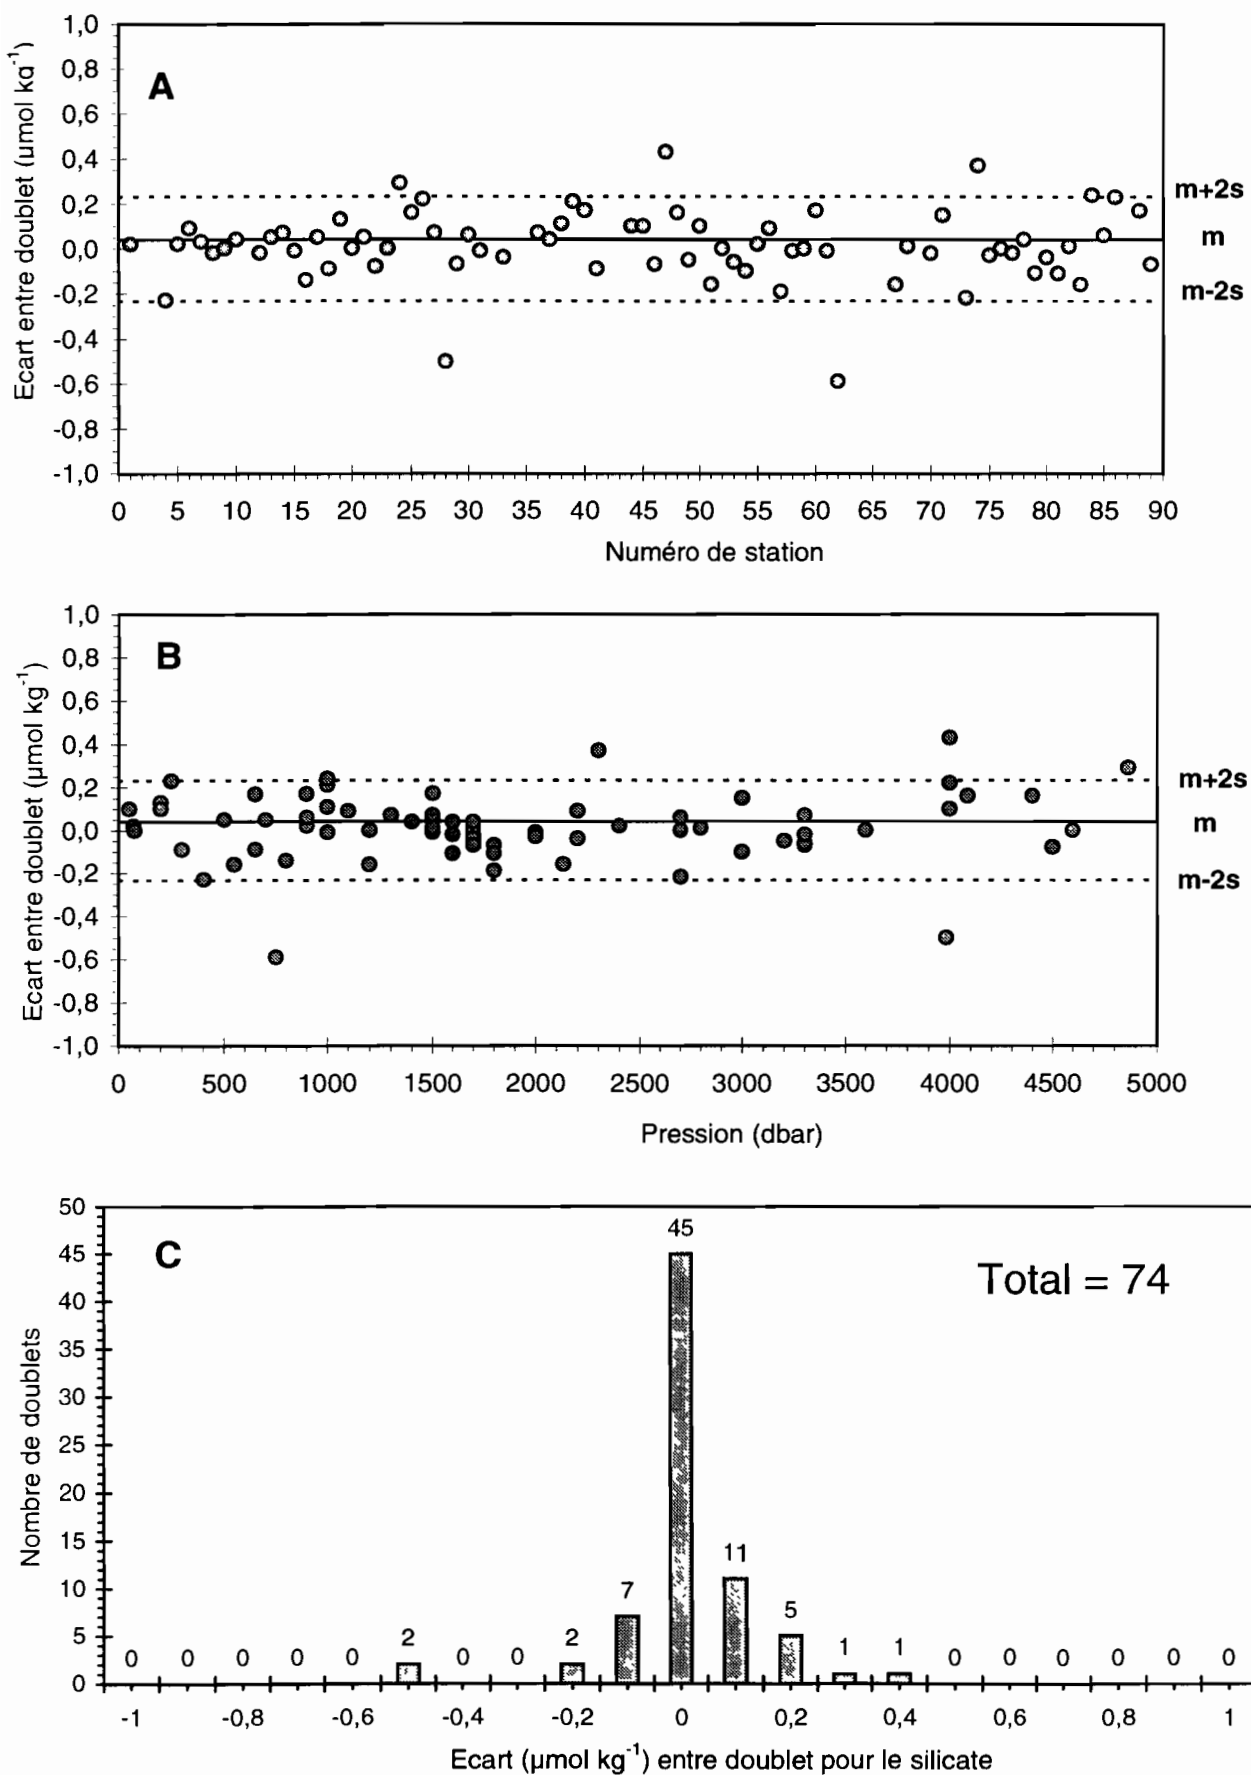 A
Ecart entre doublet (µmol kg-1)
1,0
0,8
0,6
0,4
0,2
0,0
-0,2
-0,4
-0,6
-0,8
-1,0
m+2s
m
m-2s
0 5 10 15 20 25 30 35 40 45 50 55 60 65 70 75 80 85 90
Numéro de station
B
Ecart entre doublet (µmol kg-1)
1,0
0,8
0,6
0,4
0,2
0,0
-0,2
-0,4
-0,6
-0,8
-1,0
m+2s
m
m-2s
0 500 1000 1500 2000 2500 3000 3500 4000 4500 5000
Pression (dbar)
C
Total = 74
Nombre de doublets
50
45
40
35
30
25
20
15
10
5
0
0 0 0 0 0 2 0 0 2 7 45 11 5 1 1 0 0 0 0 0 0
-1 -0,8 -0,6 -0,4 -0,2 0 0,2 0,4 0,6 0,8 1
Ecart (µmol kg-1) entre doublet pour le silicate